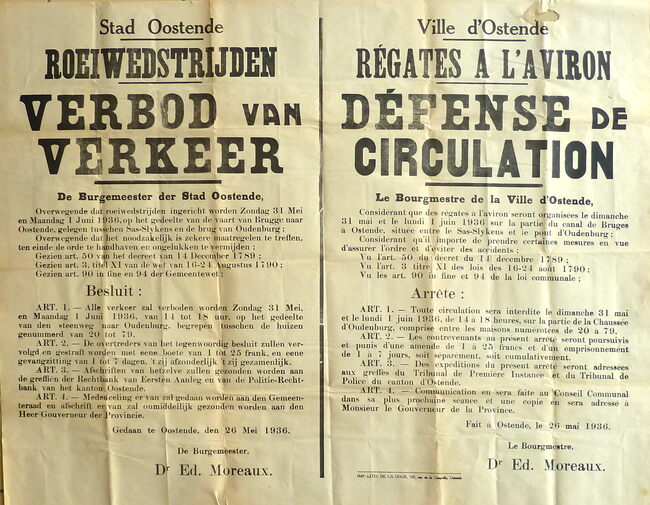 Stad Oostende
ROEIWEDSTRIJDEN
VERBOD VAN
VERKEER
De Burgemeester der Stad Oostende,
Overwegende dat roeiwedstrijden ingericht worden Zondag 31 Mei
en Maandag 1 Juni 1936, op het gedeelte van de vaart van Brugge naar
Oostende, gelegen tusschen Sas-Slykens en de brug van Oudenburg ;
Overwegende dat het noodzakelijk is zekere maatregelen te treffen,
ten einde de orde te handhaven en ongelukken te vermijden ;
Gezien art. 50 van het decreet van 14 December 1789 ;
Gezien art. 3, titel XI van de wet van 16-24 Augustus 1790 ;
Gezien art. 90 in fine en 94 der Gemeentewet ;
Besluit :
ART. 1. — Alle verkeer zal verboden worden Zondag 31 Mei,
en Maandag 1 Juni 1936, van 14 tot 18 uur, op het gedeelte
van den steenweg naar Oudenburg, begrepen tusschen de huizen
genummerd van 20 tot 79.
ART. 2. — De overtreders van het tegenwoordig besluit zullen ver-
volgd en gestraft worden met eene boete van 1 tot 25 frank, en eene
gevangzitting van 1 tot 7 dagen, 't zij afzonderlijk 't zij gezamenlijk.
ART. 3. — Afschriften van hetzelve zullen gezonden worden aan
de greffien der Rechtbank van Eersten Aanleg en van de Politie-Recht-
bank van het kanton Oostende.
ART. 4. — Mededeeling er van zal gedaan worden aan den Gemeen-
teraad en afschrift er van zal onmiddellijk gezonden worden aan den
Heer Gouverneur der Provincie.
Gedaan te Oostende, den 26 Mei 1936.
De Burgemeester,
Dr Ed. Moreaux.
Ville d'Ostende
RÉGATES A L'AVIRON
DÉFENSE DE
CIRCULATION
Le Bourgmestre de la Ville d'Ostende,
Considérant que des régates à l'aviron seront organisées le dimanche
31 mai et le lundi 1 juin 1936 sur la partie du canal de Bruges
à Ostende, située entre le Sas-Slykens et le pont d'Oudenburg ;
Considérant qu'il importe de prendre certaines mesures en vue
d'assurer l'ordre et d'éviter des accidents ;
Vu l'art. 50 du décret du 14 décembre 1789 ;
Vu l'art. 3 titre XI des lois des 16-24 août 1790 ;
Vu les art. 90 in fine et 94 de la loi communale ;
Arrête :
ART. 1. — Toute circulation sera interdite le dimanche 31 mai
et le lundi 1 juin 1936, de 14 à 18 heures, sur la partie de la Chaussée
d'Oudenburg, comprise entre les maisons numérotées de 20 à 79.
ART. 2. — Les contrevenants au présent arrêté seront poursuivis
et punis d'une amende de 1 à 25 francs et d'un emprisonnement
de 1 à 7 jours, soit séparement, soit cumulativement.
ART. 3. — Des expéditions du présent arrêté seront adressées
aux greffes du Tribunal de Première Instance et du Tribunal de
Police du canton d'Ostende.
ART. 4. — Communication en sera faite au Conseil Communal
dans sa plus prochaine séance et une copie en sera adressée à
Monsieur le Gouverneur de la Province.
Fait à Ostende, le 26 mai 1936.
Le Bourgmestre,
Dr Ed. Moreaux.
IMP.-LITH. DE LA COUR, rue de la Chapelle, Ostende